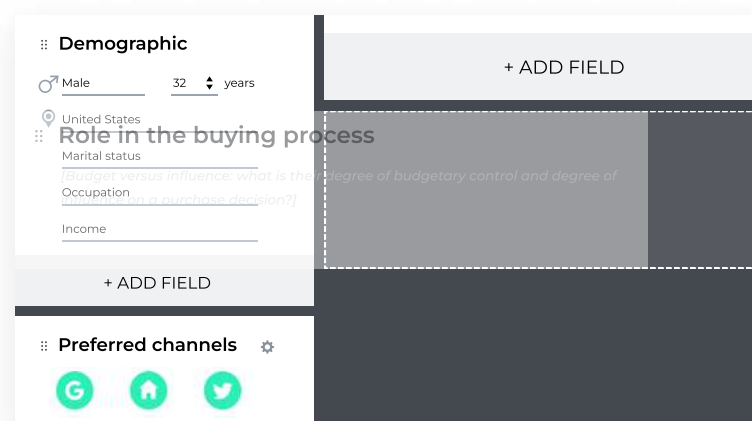 Demographic
Male 32 years
United States
Marital status
Occupation
Income
+ ADD FIELD
Preferred channels
+ ADD FIELD
Role in the buying process
[Budget versus influence: what is their degree of budgetary control and degree of
influence on a purchase decision?]